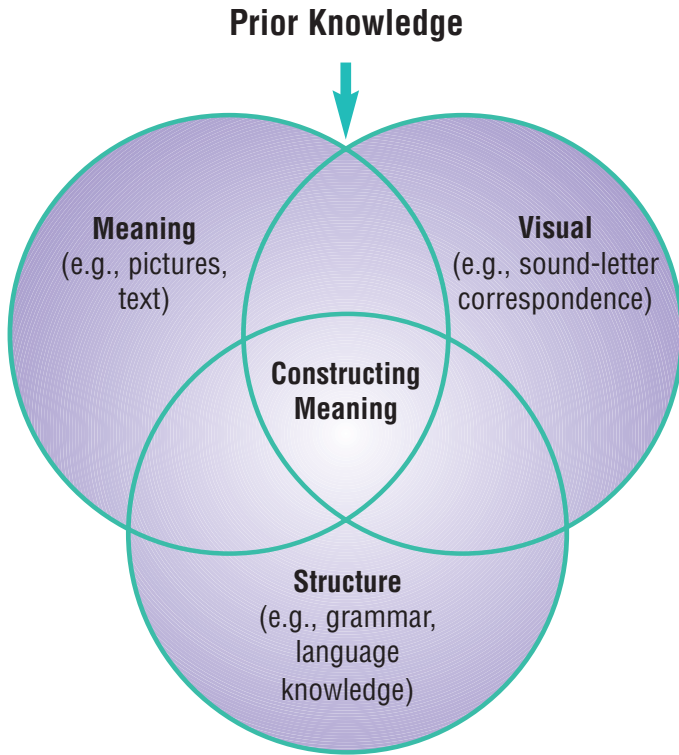 Prior Knowledge
Meaning
(e.g., pictures,
text)
Visual
(e.g., sound-letter
correspondence)
Constructing
Meaning
Structure
(e.g., grammar,
language
knowledge)